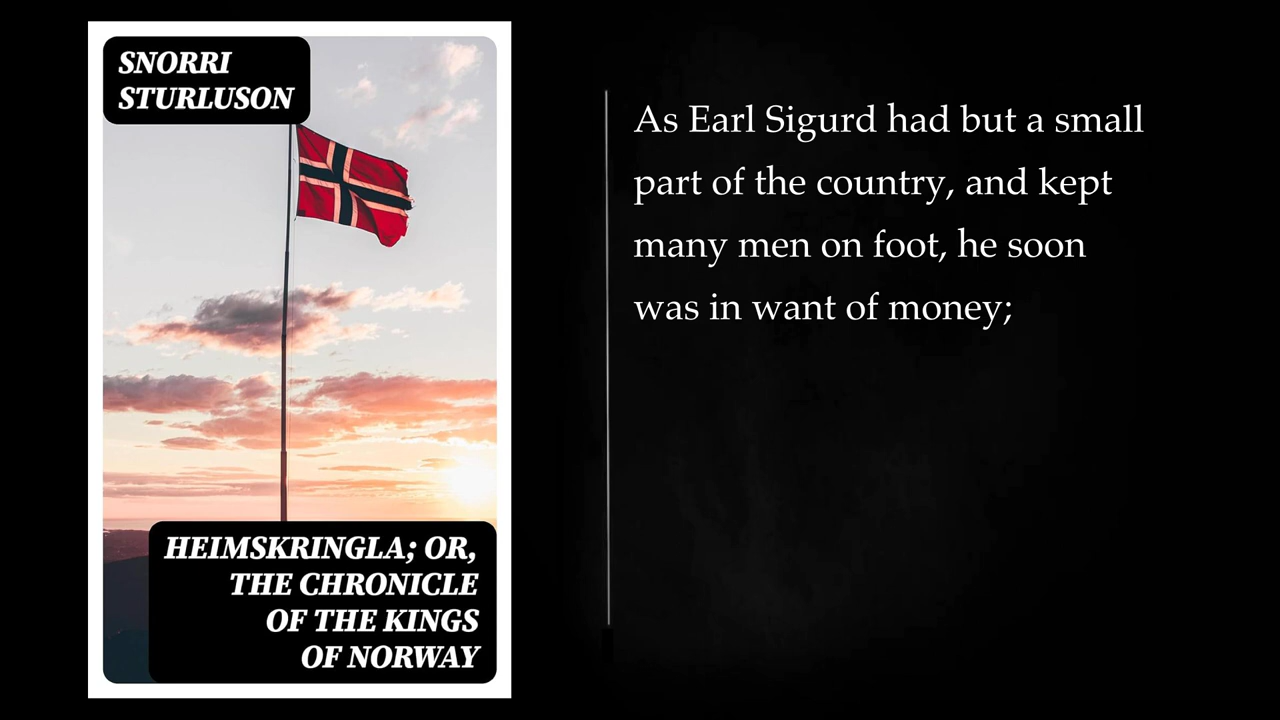 SNORRI
STURLUSON
HEIMSKRINGLA; OR,
THE CHRONICLE
OF THE KINGS
OF NORWAY
As Earl Sigurd had but a small
part of the country, and kept
many men on foot, he soon
was in want of money;